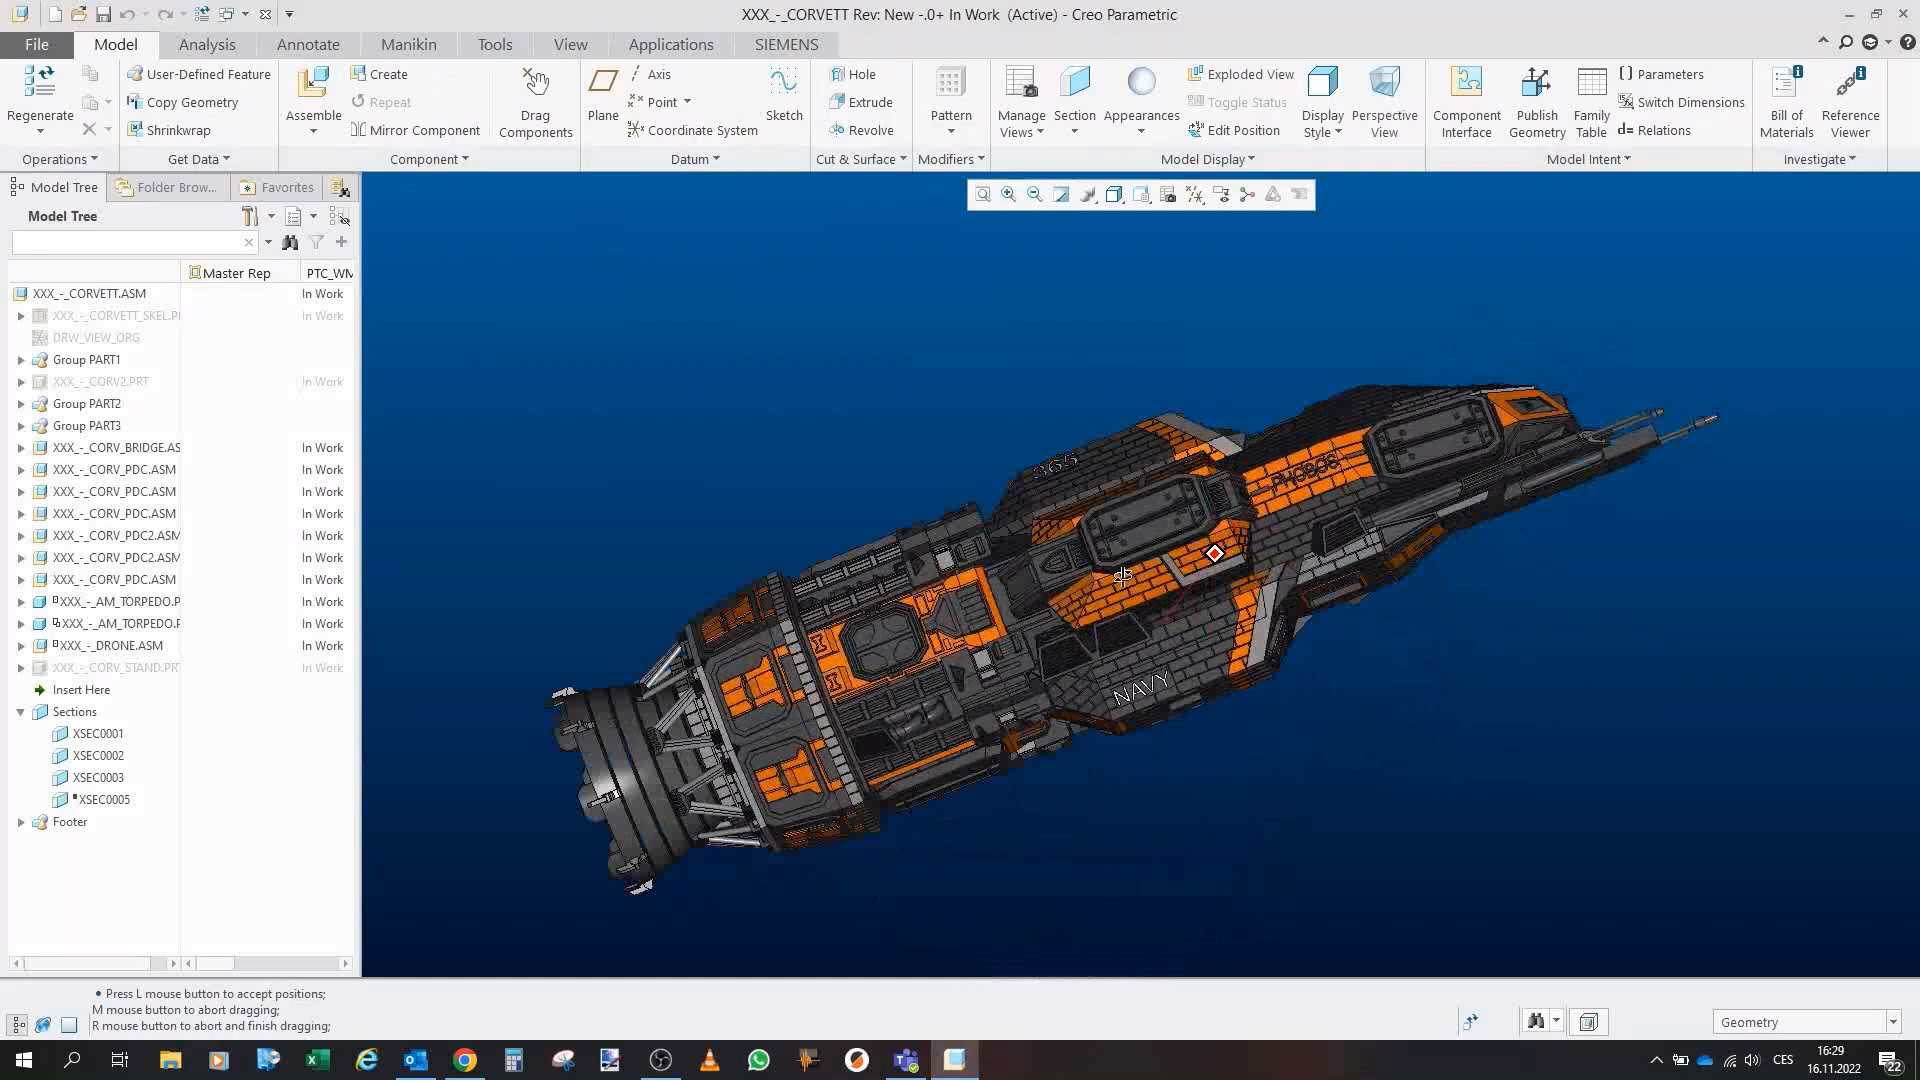 XXX_-_CORVETT Rev: New -.0+ In Work (Active) - Creo Parametric
File
Model
Analysis
Annotate
Manikin
Tools
View
Applications
SIEMENS
Regenerate
User-Defined Feature
Copy Geometry
Shrinkwrap
Assemble
Create
Repeat
Mirror Component
Drag
Components
Plane
Axis
Point
Coordinate System
Sketch
Hole
Extrude
Revolve
Pattern
Manage
Views
Section
Appearances
Exploded View
Toggle Status
Edit Position
Display
Style
Perspective
View
Component
Interface
Publish
Geometry
Family
Table
Parameters
Switch Dimensions
d= Relations
Bill of
Materials
Reference
Viewer
Operations
Get Data
Component
Datum
Cut & Surface
Modifiers
Model Display
Model Intent
Investigate
Model Tree
Folder Brow...
Favorites
Model Tree
Master Rep
PTC_WM
XXX_-_CORVETT.ASM In Work
XXX_-_CORVETT_SKEL.P In Work
DRW_VIEW_ORG
Group PART1
XXX_-_CORV2.PRT In Work
Group PART2
Group PART3
XXX_-_CORV_BRIDGE.AS In Work
XXX_-_CORV_PDC.ASM In Work
XXX_-_CORV_PDC.ASM In Work
XXX_-_CORV_PDC.ASM In Work
XXX_-_CORV_PDC2.ASM In Work
XXX_-_CORV_PDC2.ASM In Work
XXX_-_CORV_PDC.ASM In Work
XXX_-_AM_TORPEDO.P In Work
XXX_-_AM_TORPEDO.P In Work
XXX_-_DRONE.ASM In Work
XXX_-_CORV_STAND.PRT In Work
Insert Here
Sections
XSEC0001
XSEC0002
XSEC0003
XSEC0005
Footer
365
PHOBOS
NAVY
• Press L mouse button to accept positions;
M mouse button to abort dragging;
R mouse button to abort and finish dragging;
Geometry
CES
16:29
16.11.2022
22